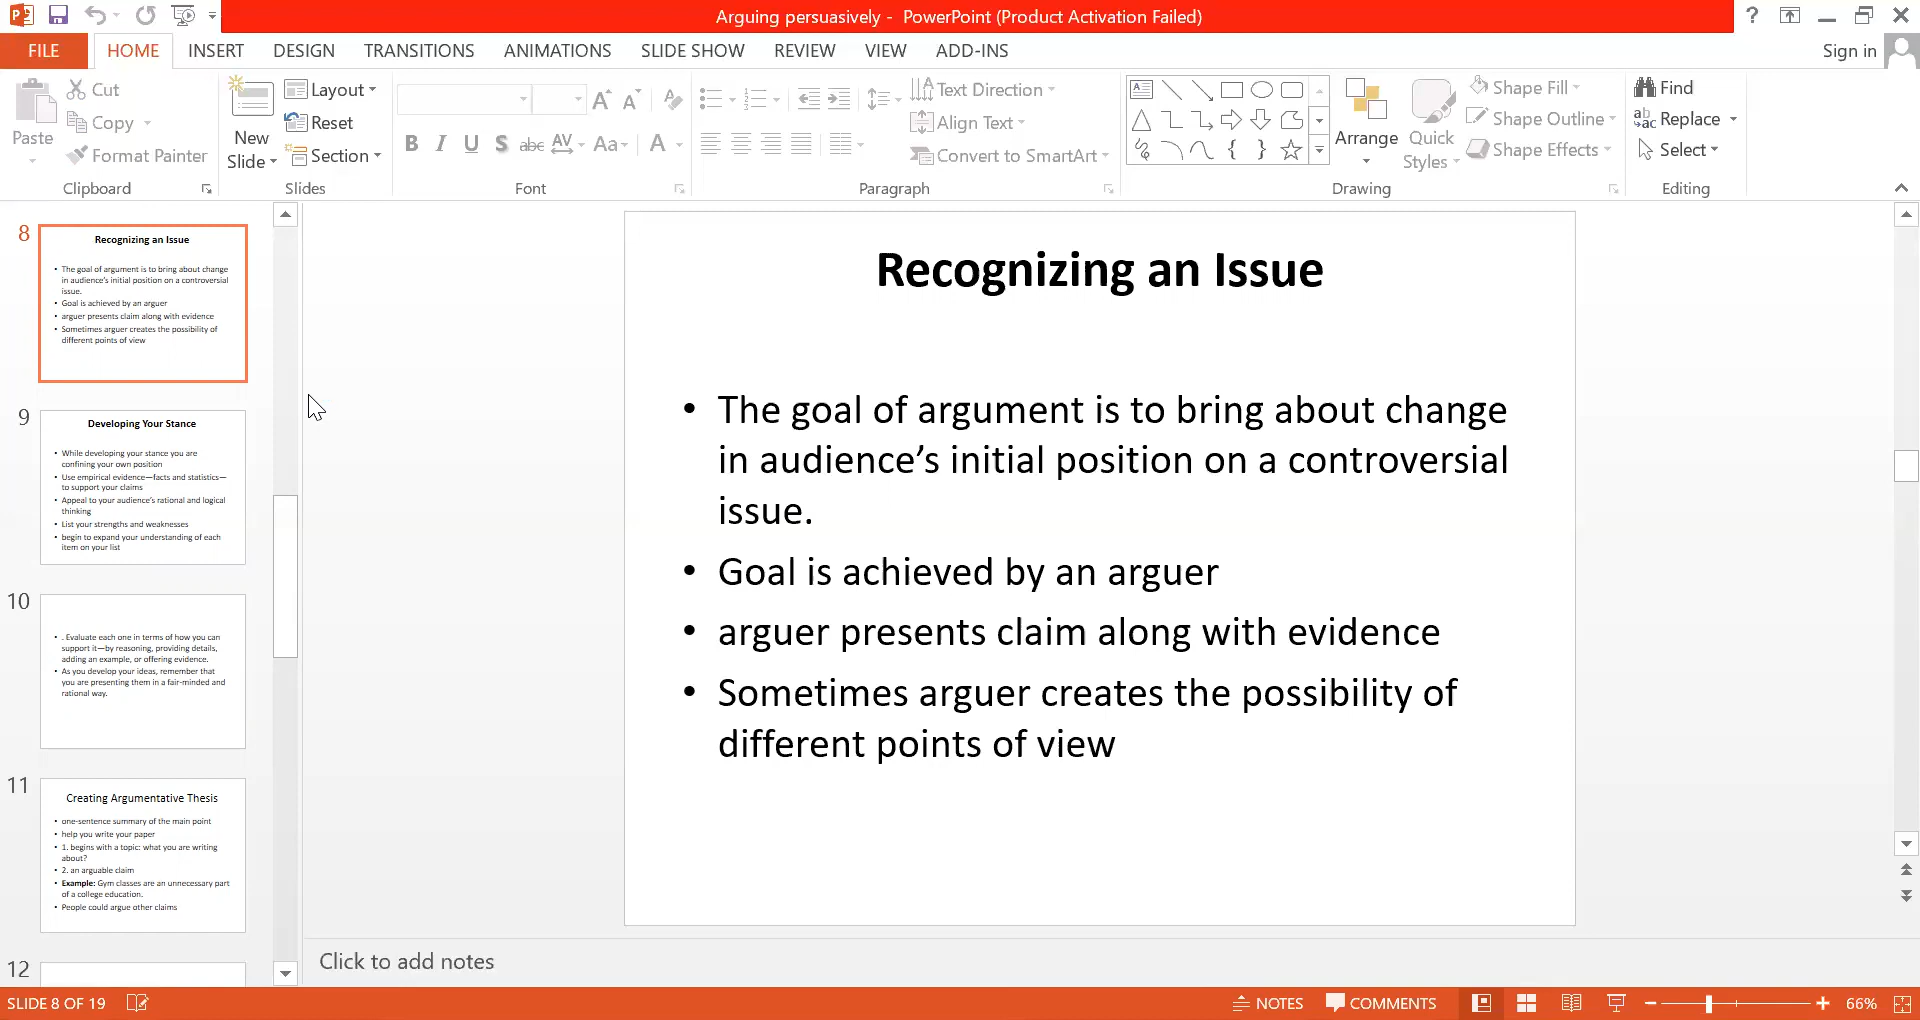 Arguing persuasively - PowerPoint (Product Activation Failed)
FILE HOME INSERT DESIGN TRANSITIONS ANIMATIONS SLIDE SHOW REVIEW VIEW ADD-INS
Sign in
Paste
Cut
Copy
Format Painter
Clipboard
New
Slide
Layout
Reset
Section
Slides
B I U S abc AV Aa A
Font
Text Direction
Align Text
Convert to SmartArt
Paragraph
Arrange
Quick
Styles
Shape Fill
Shape Outline
Shape Effects
Drawing
Find
Replace
Select
Editing
8
Recognizing an Issue
• The goal of argument is to bring about change
in audience's initial position on a controversial
issue.
• Goal is achieved by an arguer
• arguer presents claim along with evidence
• Sometimes arguer creates the possibility of
different points of view
9
Developing Your Stance
• While developing your stance you are
confining your own position
• Use empirical evidence—facts and statistics—
to support your claims
• Appeal to your audience's rational and logical
thinking
• List your strengths and weaknesses
• begin to expand your understanding of each
item on your list
10
• . Evaluate each one in terms of how you can
support it—by reasoning, providing details,
adding an example, or offering evidence.
• As you develop your ideas, remember that
you are presenting them in a fair-minded and
rational way.
11
Creating Argumentative Thesis
• one-sentence summary of the main point
• help you write your paper
• 1. begins with a topic: what you are writing
about?
• 2. an arguable claim
• Example: Gym classes are an unnecessary part
of a college education.
• People could argue other claims
12
Recognizing an Issue
• The goal of argument is to bring about change
in audience's initial position on a controversial
issue.
• Goal is achieved by an arguer
• arguer presents claim along with evidence
• Sometimes arguer creates the possibility of
different points of view
Click to add notes
SLIDE 8 OF 19
NOTES
COMMENTS
66%